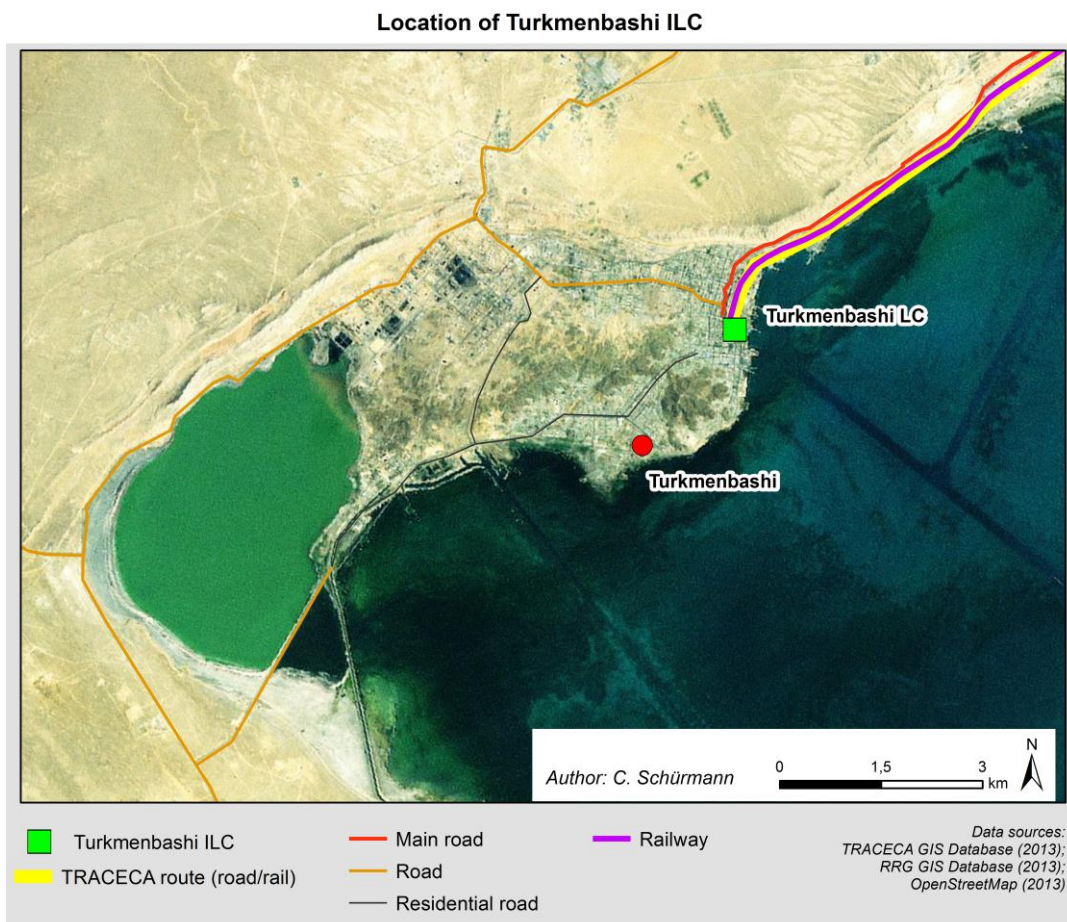 Location of Turkmenbashi ILC
Turkmenbashi LC
Turkmenbashi
Author: C. Schürmann
0 1,5 3
km
N
Turkmenbashi ILC
TRACECA route (road/rail)
Main road
Road
Residential road
Railway
Data sources:
TRACECA GIS Database (2013);
RRG GIS Database (2013);
OpenStreetMap (2013)